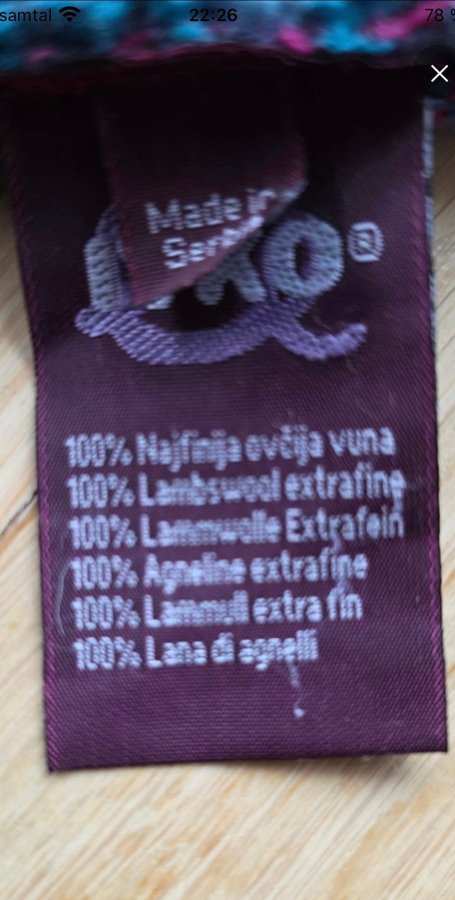 samtal 22:26 78 %
Made in
100% Najfinija ovčija vuna
100% Lambswool extrafine
100% Lammwolle Extrafein
100% Agneline extrafine
100% Lammull extra fin
100% Lana di agnelli